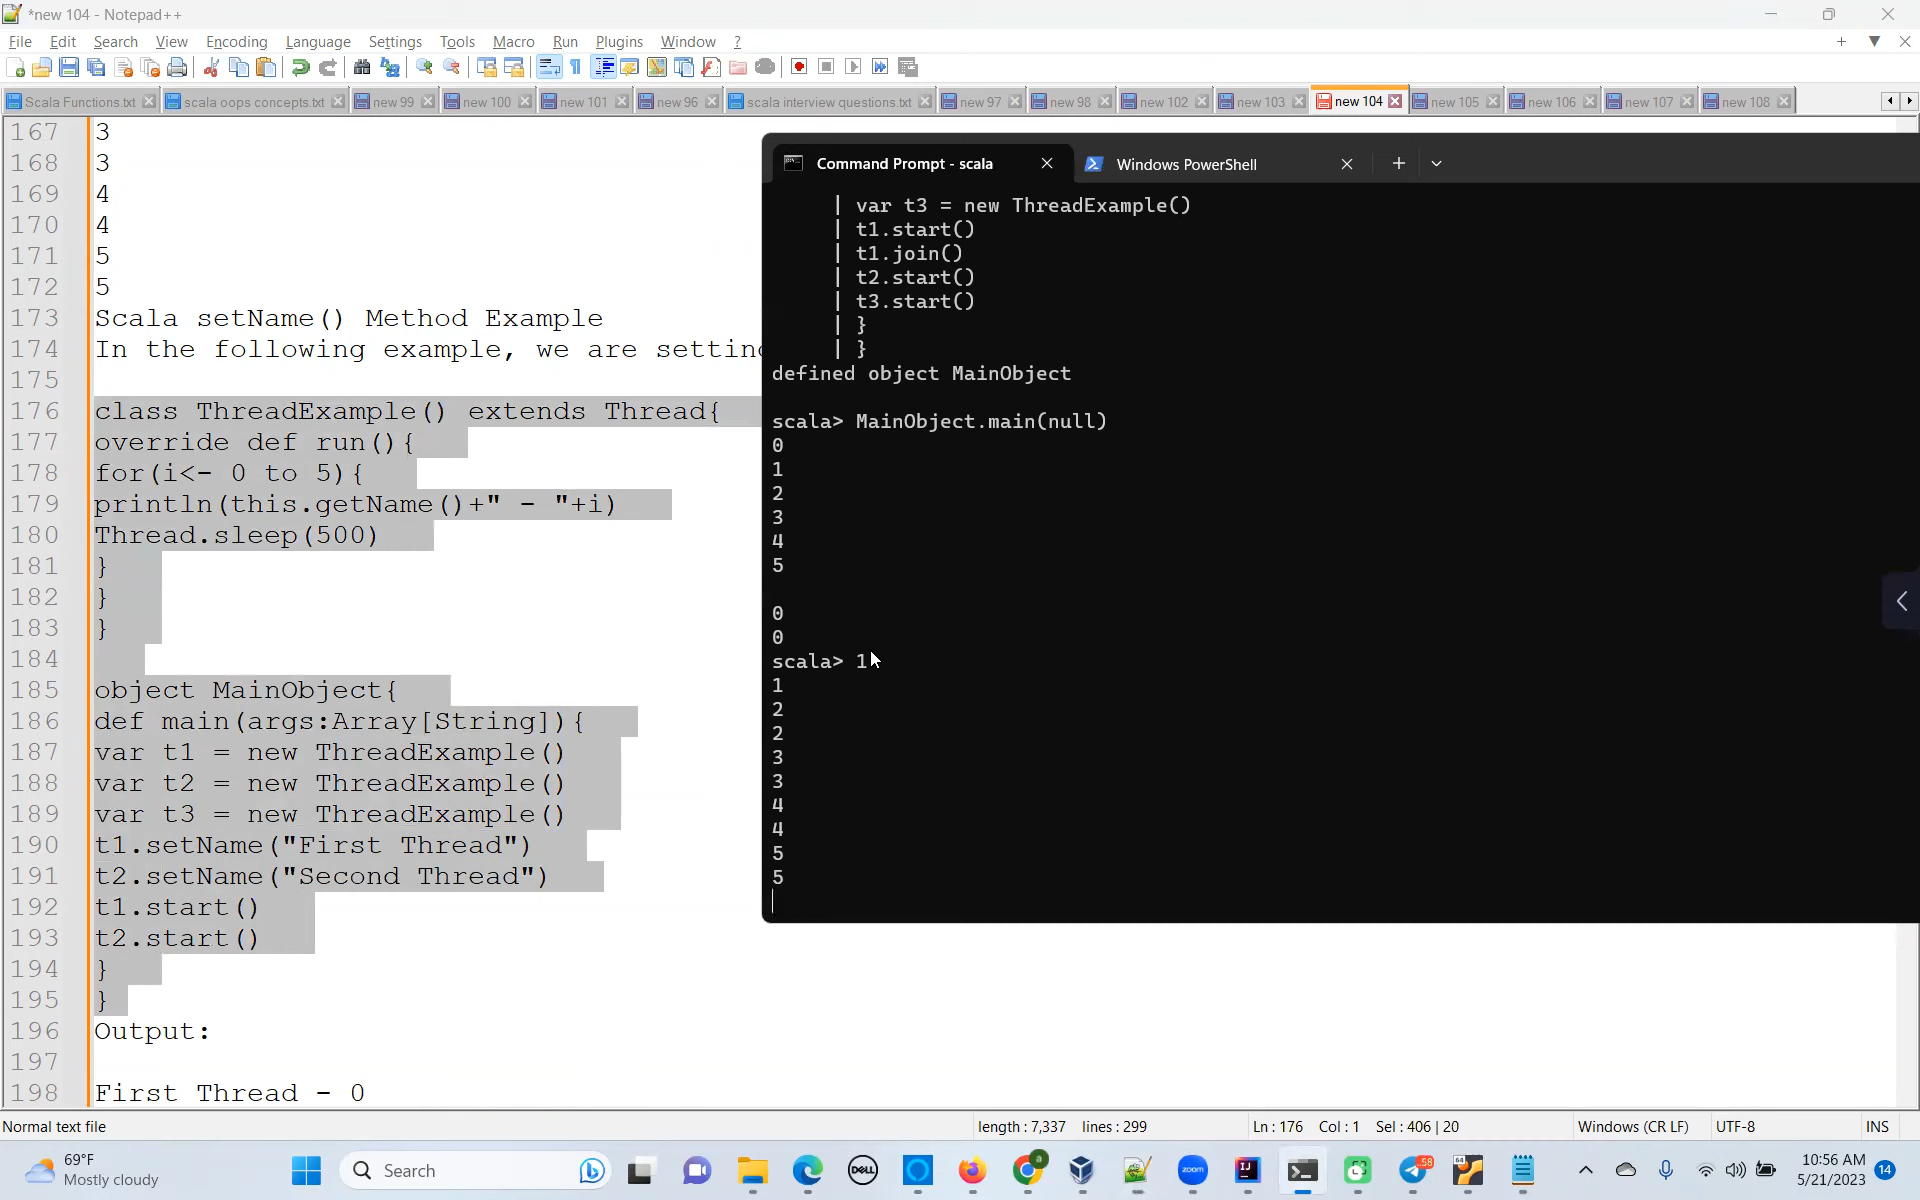 *new 104 - Notepad++
File Edit Search View Encoding Language Settings Tools Macro Run Plugins Window ?
Scala Functions.txt scala oops concepts.txt new 99 new 100 new 101 new 96 scala interview questions.txt new 97 new 98 new 102 new 103 new 104 new 105 new 106 new 107 new 108
167 3
168 3
169 4
170 4
171 5
172 5
173 Scala setName() Method Example
174 In the following example, we are setting
175
176 class ThreadExample() extends Thread{
177 override def run(){
178 for(i<- 0 to 5){
179 println(this.getName()+" - "+i)
180 Thread.sleep(500)
181 }
182 }
183 }
184
185 object MainObject{
186 def main(args:Array[String]){
187 var t1 = new ThreadExample()
188 var t2 = new ThreadExample()
189 var t3 = new ThreadExample()
190 t1.setName("First Thread")
191 t2.setName("Second Thread")
192 t1.start()
193 t2.start()
194 }
195 }
196 Output:
197
198 First Thread - 0
Command Prompt - scala Windows PowerShell
| var t3 = new ThreadExample()
| t1.start()
| t1.join()
| t2.start()
| t3.start()
| }
| }
defined object MainObject
scala> MainObject.main(null)
0
1
2
3
4
5
0
0
scala> 1
1
2
2
3
3
4
4
5
5
Normal text file length : 7,337 lines : 299 Ln : 176 Col : 1 Sel : 406 | 20 Windows (CR LF) UTF-8 INS
69°F
Mostly cloudy
Search
DELL
zoom
IJ
58
64
10:56 AM
5/21/2023
14